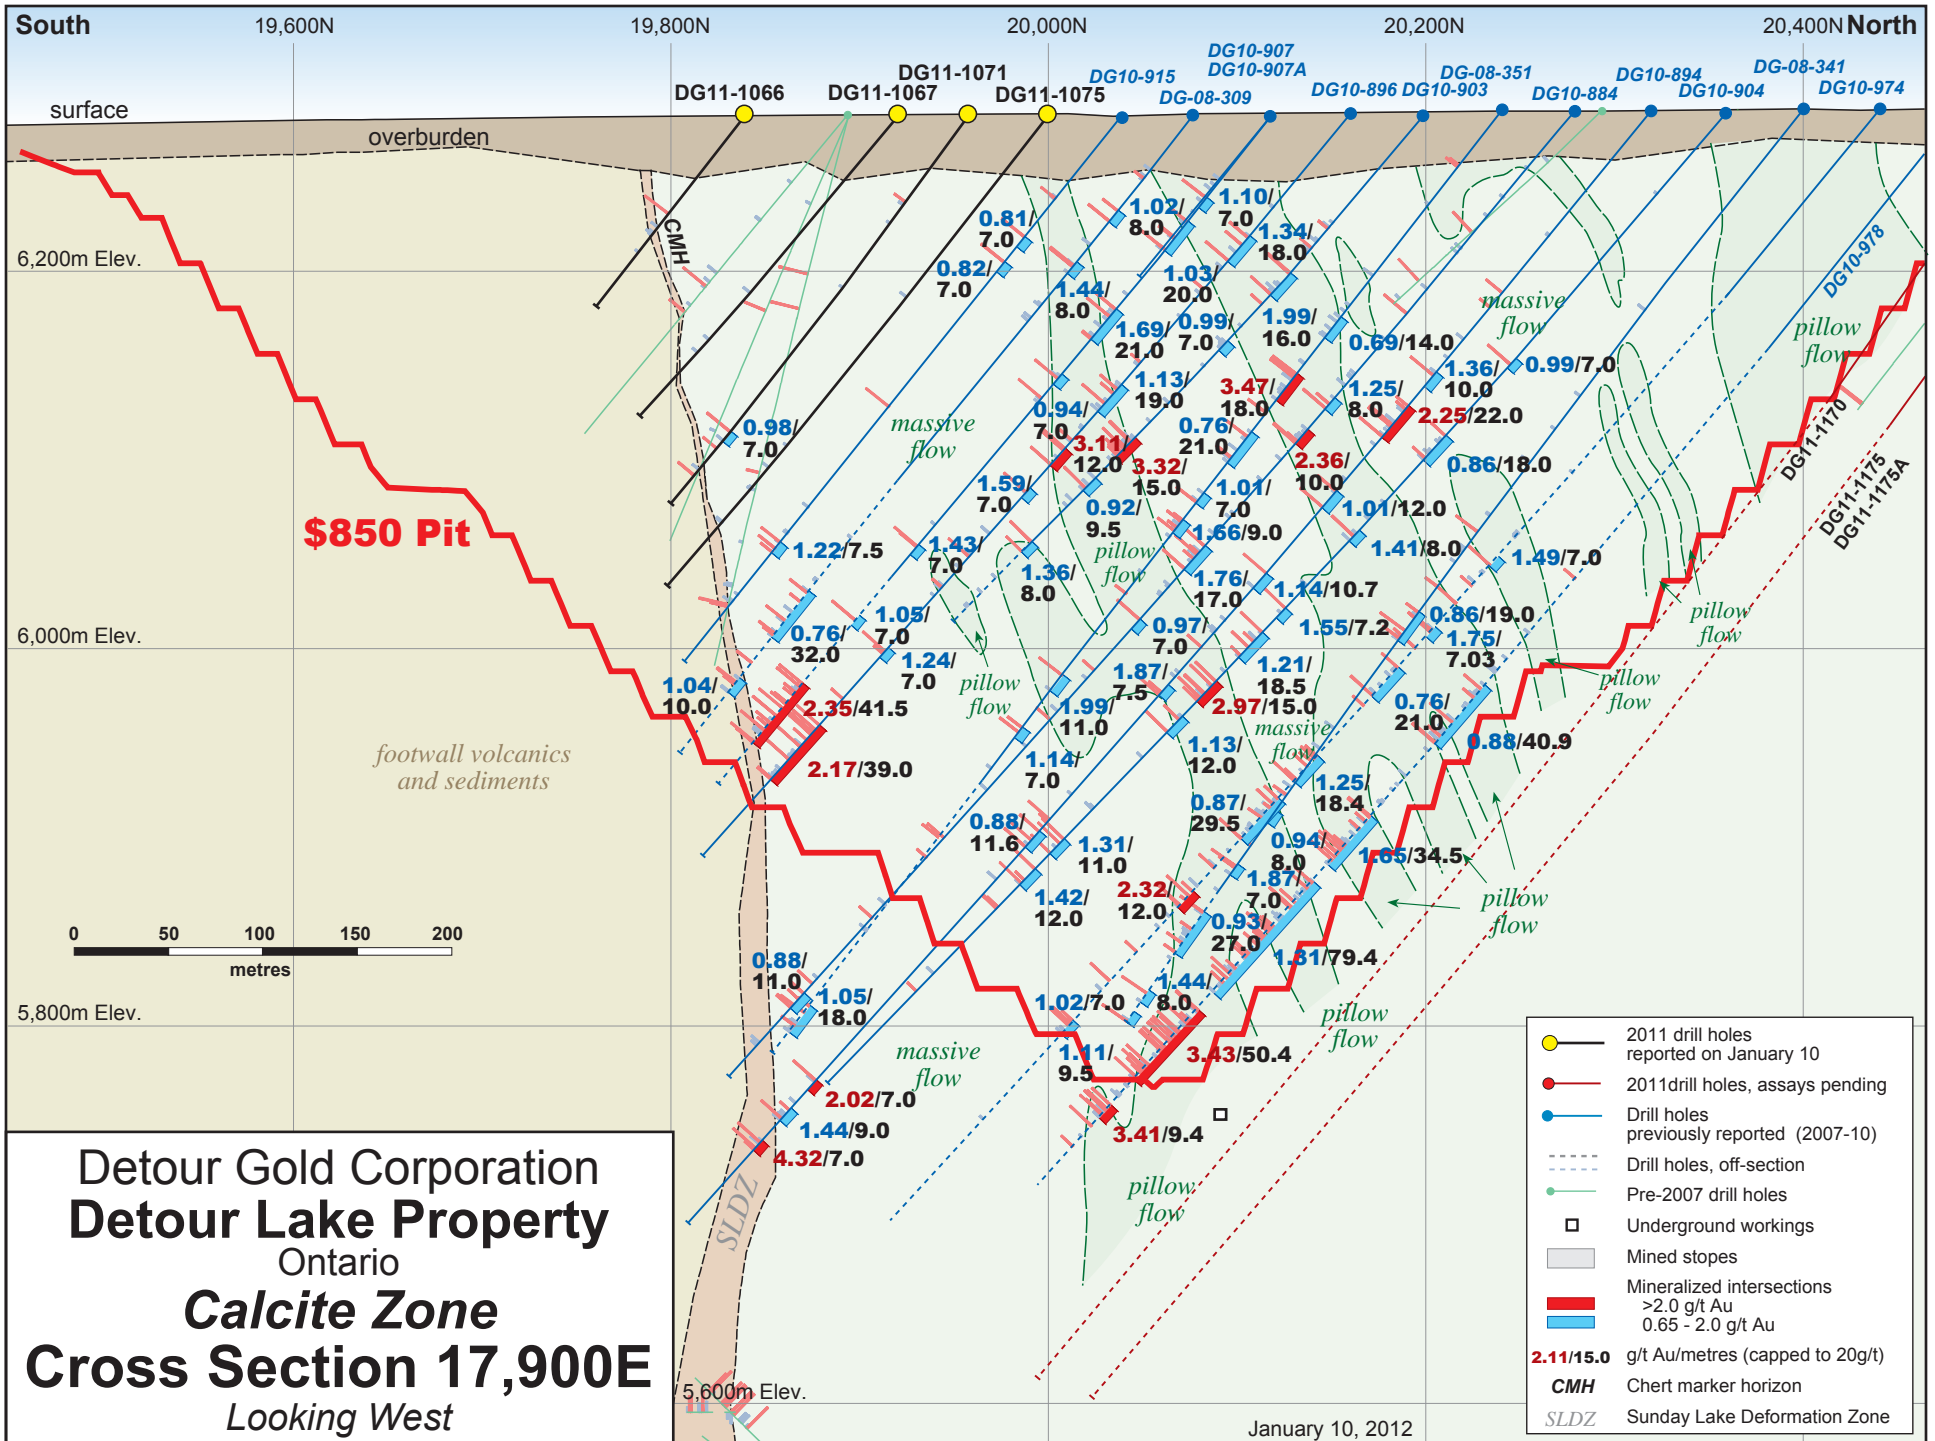 South
19,600N
19,800N
20,000N
20,200N
20,400N
North
DG10-907
DG10-907A
DG11-1066
DG11-1067
DG11-1071
DG11-1075
DG10-915
DG-08-309
DG10-896
DG10-903
DG-08-351
DG10-884
DG10-894
DG10-904
DG-08-341
DG10-974
surface
overburden
CMH
6,200m Elev.
6,000m Elev.
5,800m Elev.
5,600m Elev.
DG10-978
DG11-1170
DG11-1175
DG11-1175A
0.81/
7.0
0.82/
7.0
1.02/
8.0
1.10/
7.0
1.34/
18.0
1.03/
20.0
1.44/
8.0
1.69/
21.0
0.99/
7.0
1.99/
16.0
0.69/14.0
massive
flow
pillow
flow
1.36/
10.0
0.99/7.0
1.13/
19.0
3.47/
18.0
1.25/
8.0
2.25/22.0
0.94/
7.0
0.98/
7.0
massive
flow
3.11/
12.0
3.32/
15.0
0.76/
21.0
2.36/
10.0
0.86/18.0
1.59/
7.0
0.92/
9.5
1.01/
7.0
1.01/12.0
1.66/9.0
1.41/8.0
1.49/7.0
$850 Pit
1.22/7.5
1.43/
7.0
1.36/
8.0
pillow
flow
1.76/
17.0
1.14/10.7
0.76/
32.0
1.05/
7.0
1.24/
7.0
0.97/
7.0
1.55/7.2
0.86/19.0
1.75/
7.03
pillow
flow
1.04/
10.0
2.35/41.5
pillow
flow
1.87/
7.5
1.21/
18.5
2.97/15.0
1.99/
11.0
massive
flow
0.76/
21.0
pillow
flow
0.88/40.9
footwall volcanics
and sediments
2.17/39.0
1.14/
7.0
1.13/
12.0
1.25/
18.4
0.87/
29.5
0.88/
11.6
1.31/
11.0
0.94/
8.0
1.65/34.5
1.42/
12.0
2.32/
12.0
1.87/
7.0
pillow
flow
0.93/
27.0
1.31/79.4
0 50 100 150 200
metres
0.88/
11.0
1.05/
18.0
1.02/7.0
1.44/
8.0
pillow
flow
massive
flow
1.11/
9.5
3.43/50.4
2.02/7.0
1.44/9.0
4.32/7.0
3.41/9.4
pillow
flow
SLDZ
Detour Gold Corporation
Detour Lake Property
Ontario
Calcite Zone
Cross Section 17,900E
Looking West
January 10, 2012
2011 drill holes
reported on January 10
2011drill holes, assays pending
Drill holes
previously reported (2007-10)
Drill holes, off-section
Pre-2007 drill holes
Underground workings
Mined stopes
Mineralized intersections
>2.0 g/t Au
0.65 - 2.0 g/t Au
2.11/15.0 g/t Au/metres (capped to 20g/t)
CMH Chert marker horizon
SLDZ Sunday Lake Deformation Zone